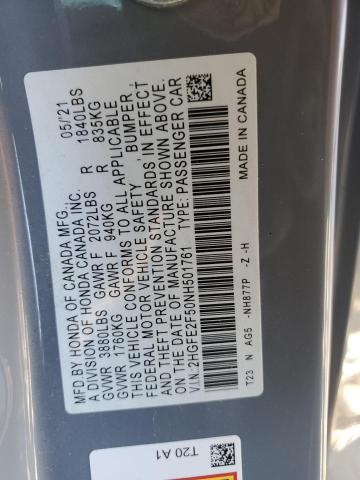 MFD.BY HONDA OF CANADA MFG., 05/'21
A DIVISION OF HONDA CANADA INC.
GVWR 3880LBS GAWR F 2072LBS R 1840LBS
GVWR 1760KG GAWR F 940KG R 835KG
THIS VEHICLE CONFORMS TO ALL APPLICABLE
FEDERAL MOTOR VEHICLE SAFETY , BUMPER ,
AND THEFT PREVENTION STANDARDS IN EFFECT
ON THE DATE OF MANUFACTURE SHOWN ABOVE.
V.I.N.:2HGFE2F50NH501761 TYPE: PASSENGER CAR
T23 N AG5 -NH877P -Z -H MADE IN CANADA
T20 A1